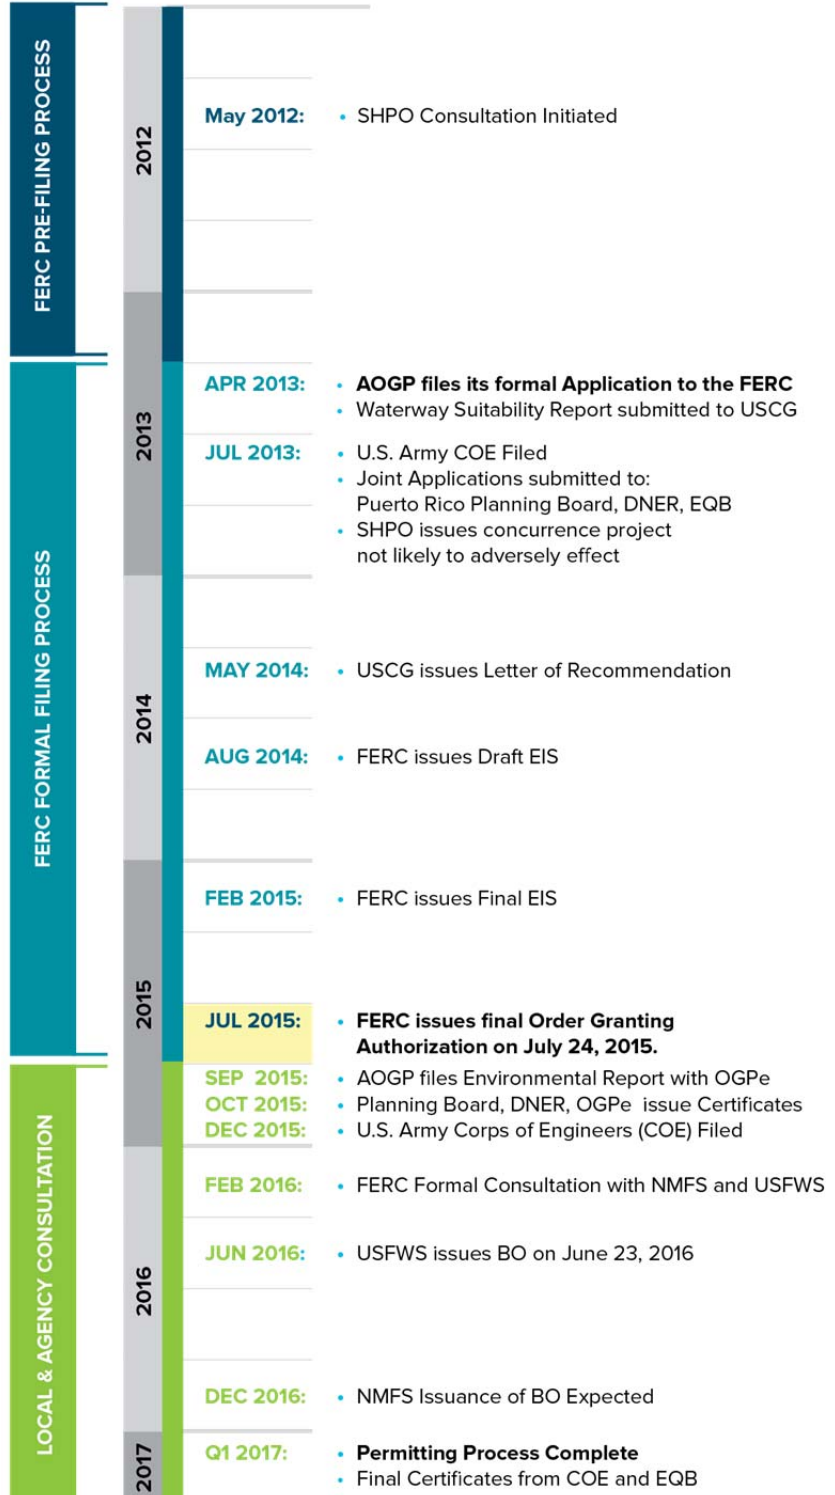 FERC PRE-FILING PROCESS
2012
May 2012:
• SHPO Consultation Initiated
FERC FORMAL FILING PROCESS
2013
APR 2013:
• AOGP files its formal Application to the FERC
• Waterway Suitability Report submitted to USCG
JUL 2013:
• U.S. Army COE Filed
• Joint Applications submitted to:
Puerto Rico Planning Board, DNER, EQB
• SHPO issues concurrence project
not likely to adversely effect
2014
MAY 2014:
• USCG issues Letter of Recommendation
AUG 2014:
• FERC issues Draft EIS
2015
FEB 2015:
• FERC issues Final EIS
JUL 2015:
• FERC issues final Order Granting
Authorization on July 24, 2015.
LOCAL & AGENCY CONSULTATION
SEP 2015:
• AOGP files Environmental Report with OGPe
OCT 2015:
• Planning Board, DNER, OGPe issue Certificates
DEC 2015:
• U.S. Army Corps of Engineers (COE) Filed
2016
FEB 2016:
• FERC Formal Consultation with NMFS and USFWS
JUN 2016:
• USFWS issues BO on June 23, 2016
DEC 2016:
• NMFS Issuance of BO Expected
2017
Q1 2017:
• Permitting Process Complete
• Final Certificates from COE and EQB